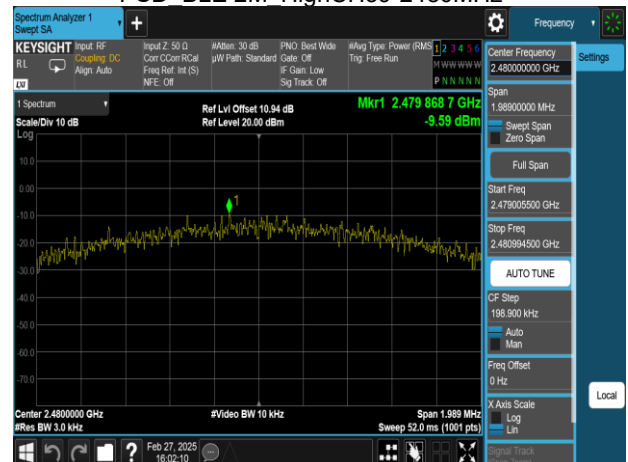 PSD_BLE 2M_HighCH39-2480MHz
Spectrum Analyzer 1
Swept SA
+
Frequency
KEYSIGHT
RL
LXI
Input: RF
Coupling: DC
Align: Auto
Input Z: 50 Ω
Corr CCorr RCal
Freq Ref: Int (S)
NFE: Off
#Atten: 30 dB
µW Path: Standard
PNO: Best Wide
Gate: Off
IF Gain: Low
Sig Track: Off
#Avg Type: Power (RMS
Trig: Free Run
1 2 3 4 5 6
M W W W W W
P N N N N N
1 Spectrum
Scale/Div 10 dB
Log
Ref Lvl Offset 10.94 dB
Ref Level 20.00 dBm
Mkr1 2.479 868 7 GHz
-9.59 dBm
10.0
0.00
-10.0
-20.0
-30.0
-40.0
-50.0
-60.0
-70.0
1
Center 2.4800000 GHz
#Res BW 3.0 kHz
#Video BW 10 kHz
Span 1.989 MHz
Sweep 52.0 ms (1001 pts)
Center Frequency
2.480000000 GHz
Settings
Span
1.98900000 MHz
Swept Span
Zero Span
Full Span
Start Freq
2.479005500 GHz
Stop Freq
2.480994500 GHz
AUTO TUNE
CF Step
198.900 kHz
Auto
Man
Freq Offset
0 Hz
X Axis Scale
Log
Lin
Local
Signal Track
?
Feb 27, 2025
16:02:10